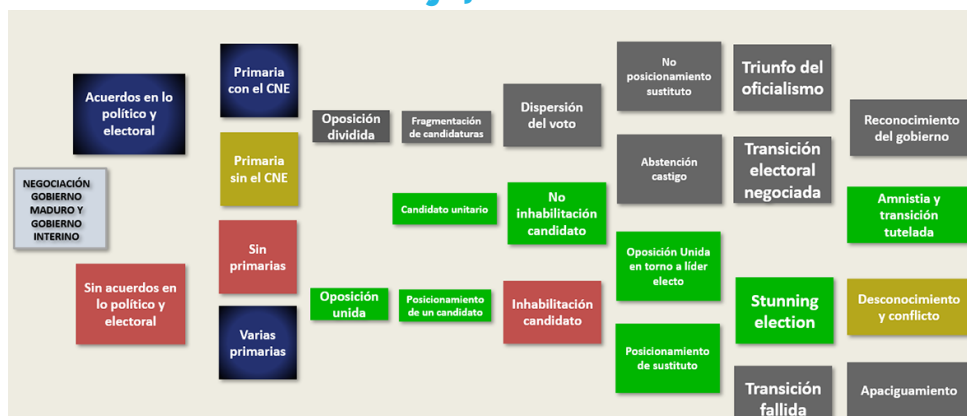 Acuerdos en lo
político y
electoral
NEGOCIACIÓN
GOBIERNO
MADURO Y
GOBIERNO
INTERINO
Sin acuerdos en
lo político y
electoral
Primaria
con el CNE
Primaria
sin el CNE
Sin
primarias
Varias
primarias
Oposición
dividida
Oposición
unida
Fragmentación
de candidaturas
Candidato unitario
Posicionamiento
de un candidato
Dispersión
del voto
No
inhabilitación
candidato
Inhabilitación
candidato
No
posicionamiento
sustituto
Abstención
castigo
Oposición Unida
en torno a líder
electo
Posicionamiento
de sustituto
Triunfo del
oficialismo
Transición
electoral
negociada
Stunning
election
Transición
fallida
Reconocimiento
del gobierno
Amnistia y
transición
tutelada
Desconocimiento
y conflicto
Apaciguamiento